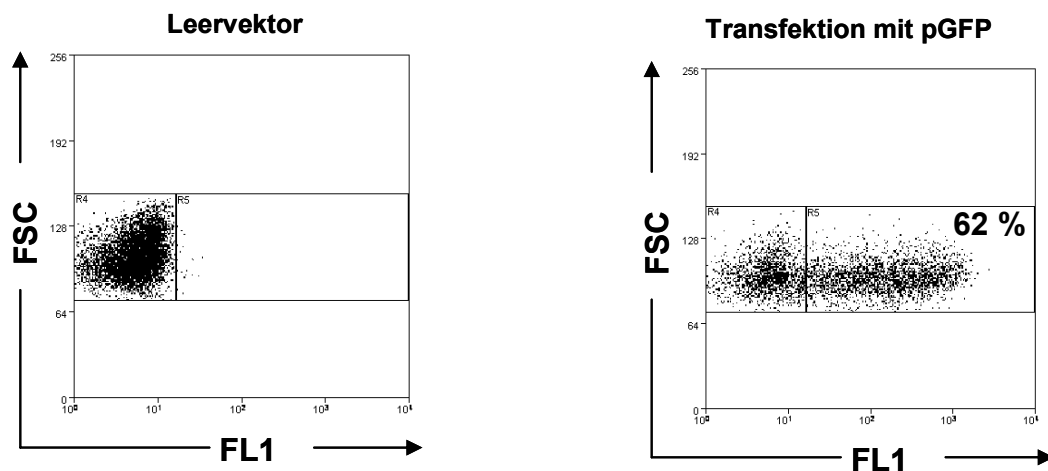 Leervektor
256
192
128
64
0
R4
R5
10⁰
10¹
10²
10³
10⁴
FSC
FL1
Transfektion mit pGFP
256
192
128
64
0
R4
R5
62 %
10⁰
10¹
10²
10³
10⁴
FSC
FL1